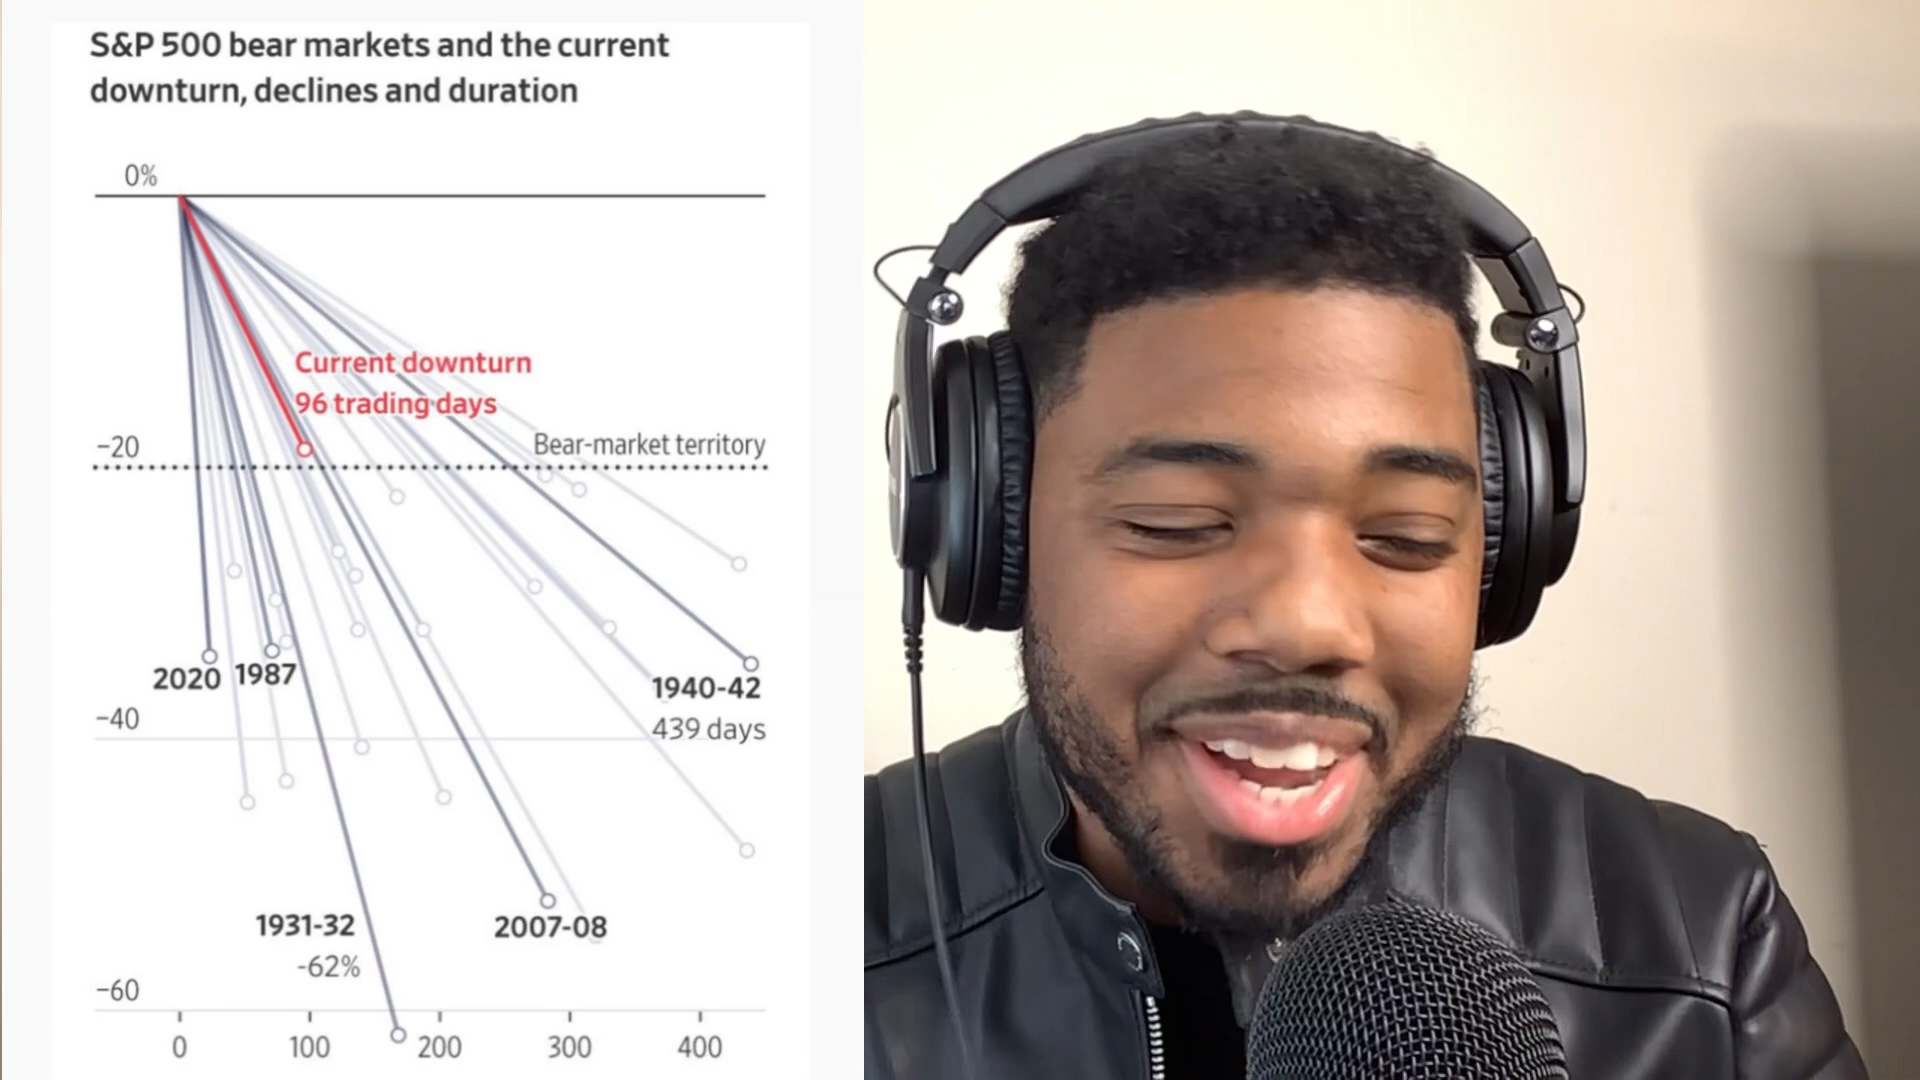 S&P 500 bear markets and the current
downturn, declines and duration
0%
Current downturn
96 trading days
Bear-market territory
−20
2020
1987
1940-42
439 days
−40
1931-32
-62%
2007-08
−60
0
100
200
300
400